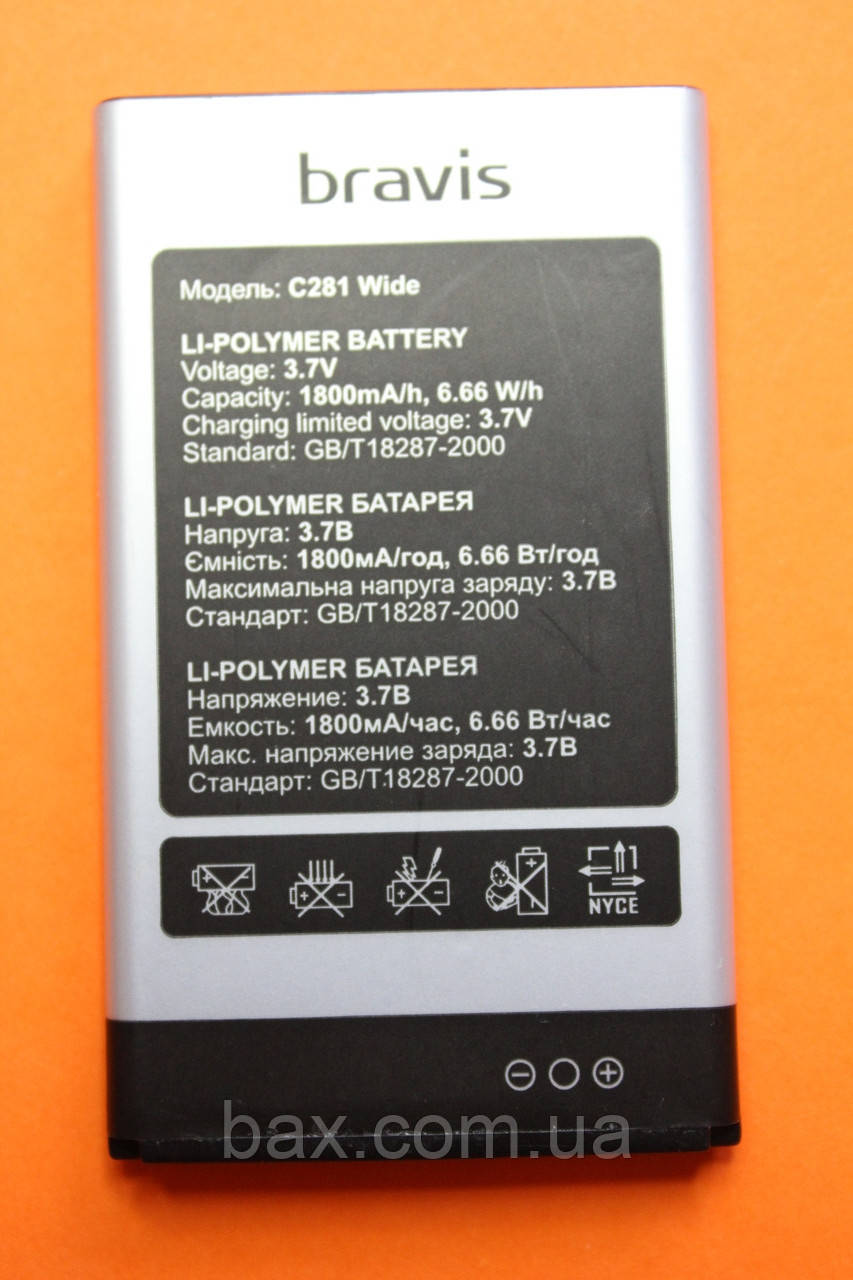 bravis
Модель: C281 Wide
LI-POLYMER BATTERY
Voltage: 3.7V
Capacity: 1800mA/h, 6.66 W/h
Charging limited voltage: 3.7V
Standard: GB/T18287-2000
LI-POLYMER БАТАРЕЯ
Напруга: 3.7В
Ємність: 1800мА/год, 6.66 Вт/год
Максимальна напруга заряду: 3.7В
Стандарт: GB/T18287-2000
LI-POLYMER БАТАРЕЯ
Напряжение: 3.7В
Емкость: 1800мА/час, 6.66 Вт/час
Макс. напряжение заряда: 3.7В
Стандарт: GB/T18287-2000
NYCE
bax.com.ua